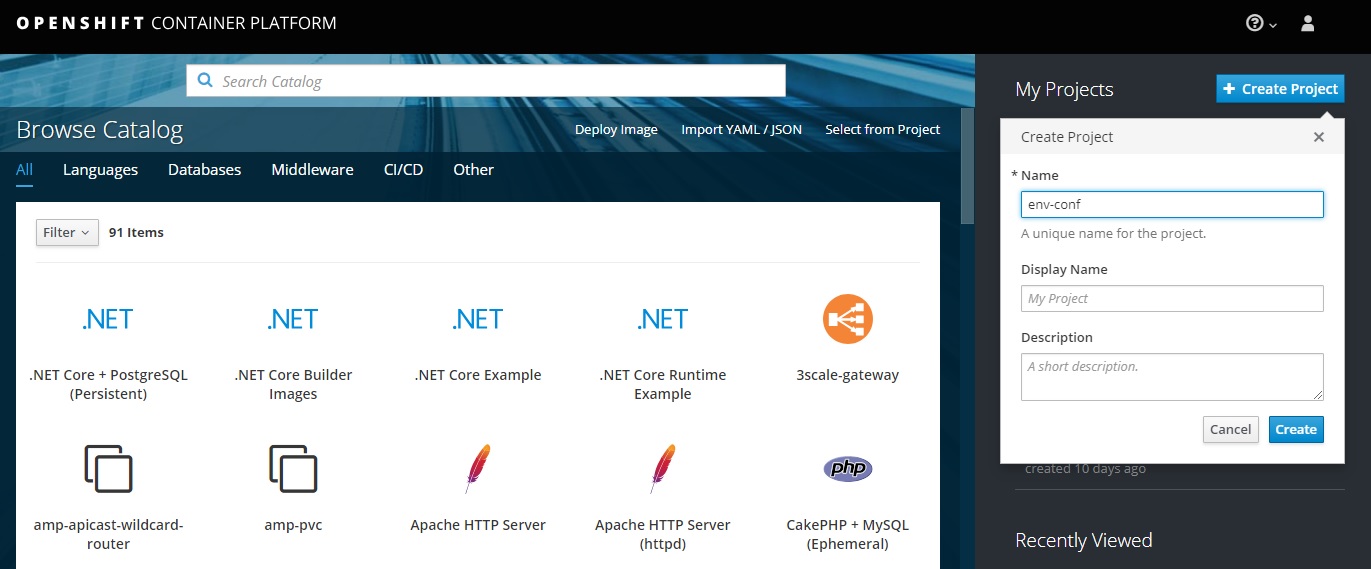 OPENSHIFT CONTAINER PLATFORM
Search Catalog
My Projects
Create Project
Browse Catalog
Deploy Image
Import YAML / JSON
Select from Project
All
Languages
Databases
Middleware
CI/CD
Other
Filter
91 Items
.NET
.NET
.NET
.NET
.NET Core + PostgreSQL
(Persistent)
.NET Core Builder
Images
.NET Core Example
.NET Core Runtime
Example
3scale-gateway
php
amp-apicast-wildcard-
router
amp-pvc
Apache HTTP Server
Apache HTTP Server
(httpd)
CakePHP + MySQL
(Ephemeral)
Create Project
* Name
env-conf
A unique name for the project.
Display Name
My Project
Description
A short description.
Cancel
Create
created 10 days ago
Recently Viewed